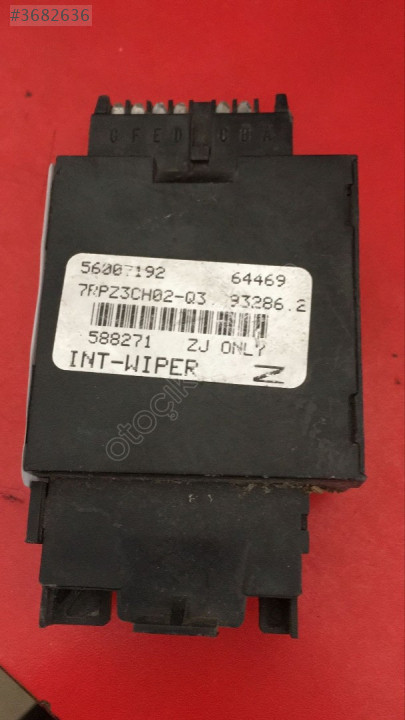 #3682636
G F E D C B A
56007192 64469
7RPZ3CH02-Q3 93286.2
588271 ZJ ONLY
INT-WIPER Z